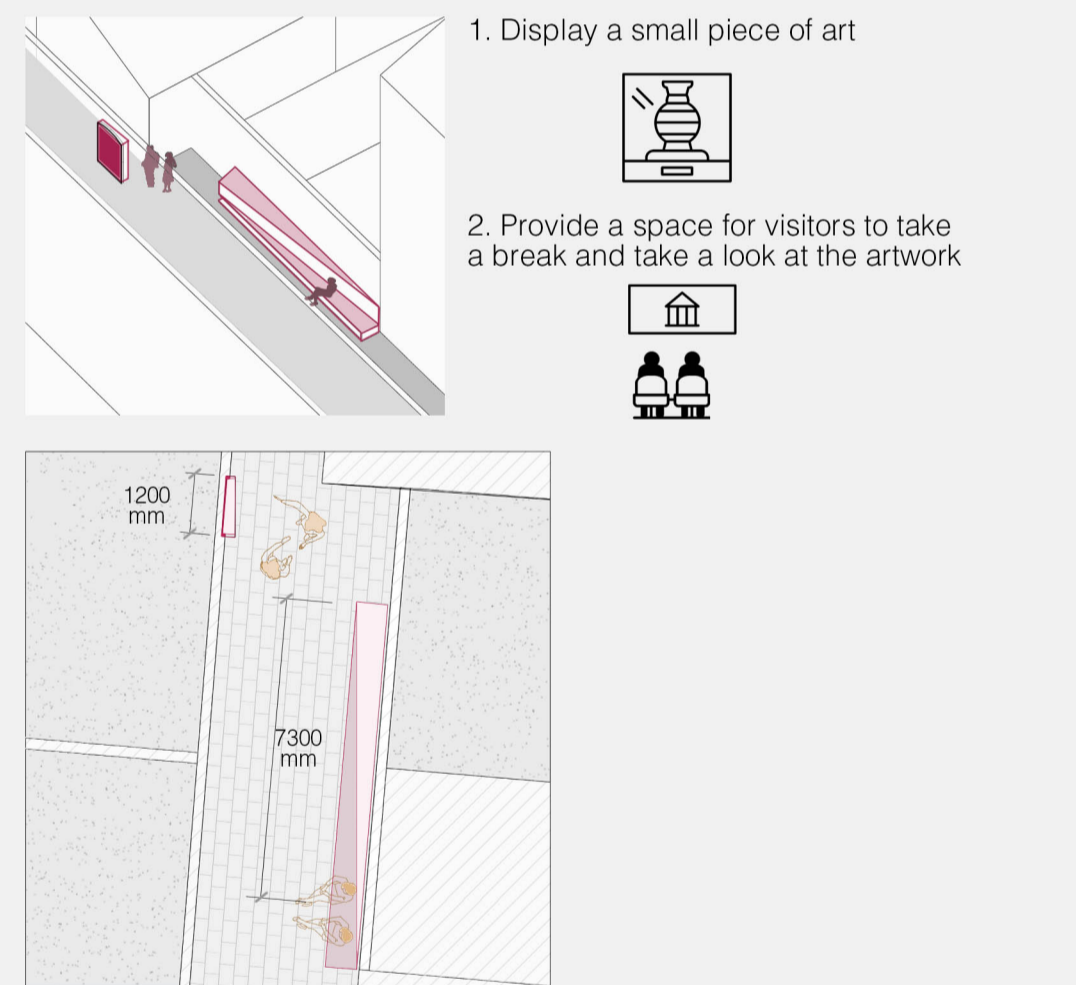 1. Display a small piece of art
2. Provide a space for visitors to take
a break and take a look at the artwork
1200
mm
7300
mm